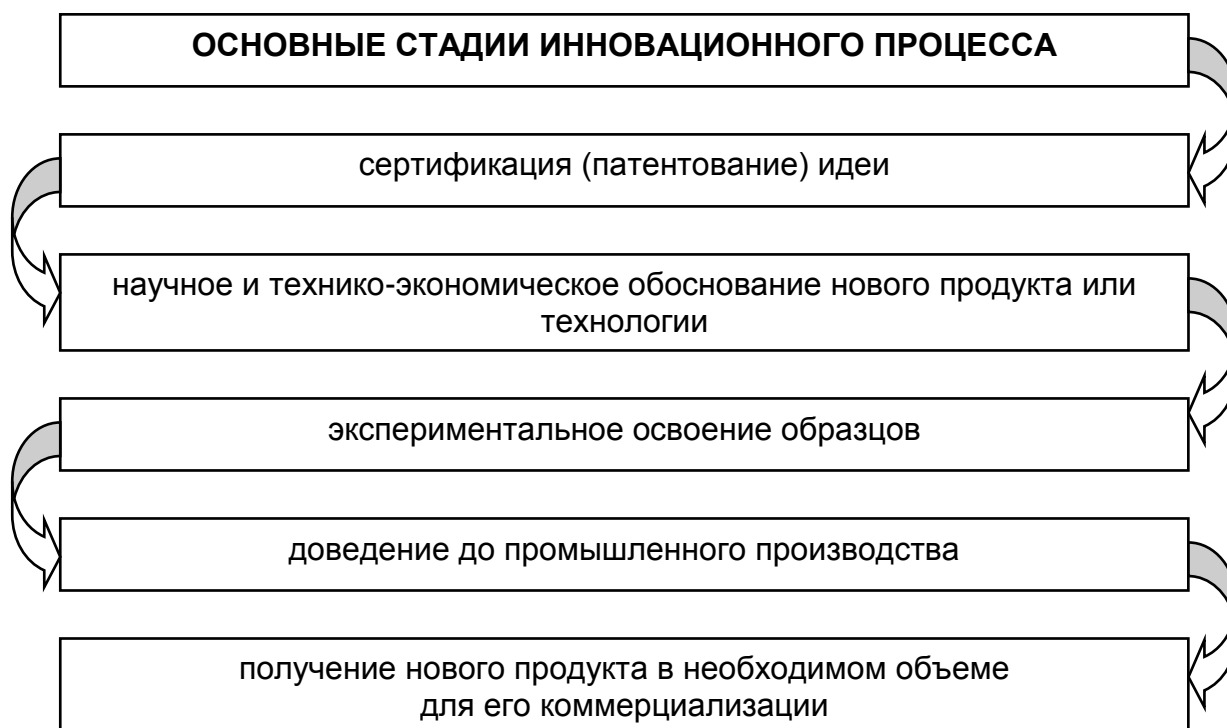 ОСНОВНЫЕ СТАДИИ ИННОВАЦИОННОГО ПРОЦЕССА
сертификация (патентование) идеи
научное и технико-экономическое обоснование нового продукта или
технологии
экспериментальное освоение образцов
доведение до промышленного производства
получение нового продукта в необходимом объеме
для его коммерциализации